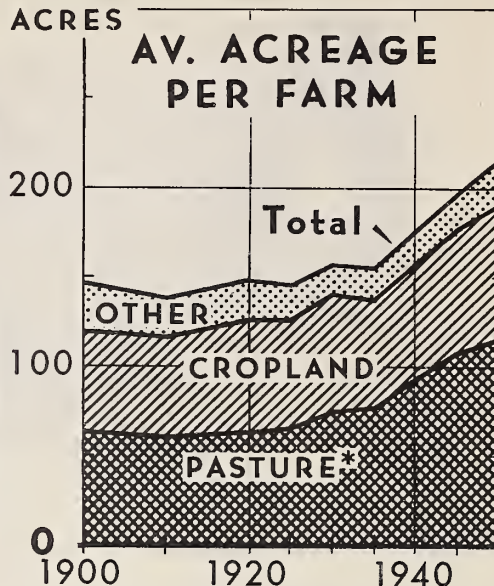 ACRES
AV. ACREAGE
PER FARM
200
Total
OTHER
100
CROPLAND
PASTURE*
0
1900 1920 1940